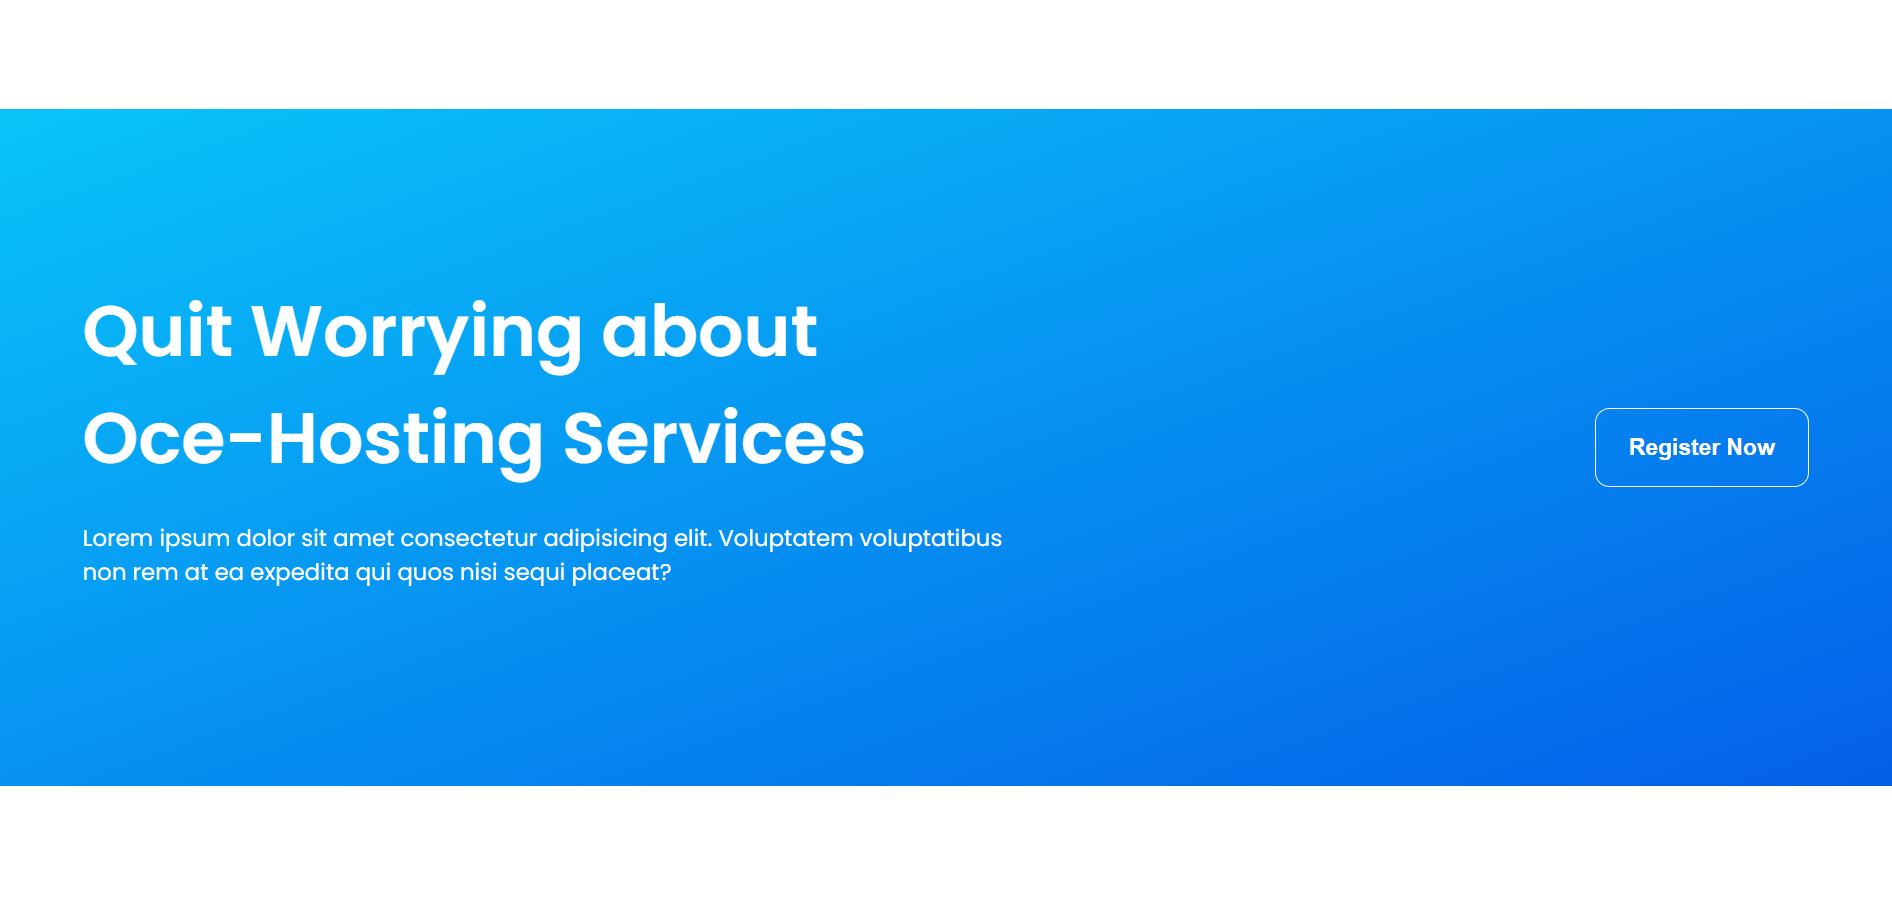 Quit Worrying about
Oce-Hosting Services
Register Now
Lorem ipsum dolor sit amet consectetur adipisicing elit. Voluptatem voluptatibus
non rem at ea expedita qui quos nisi sequi placeat?